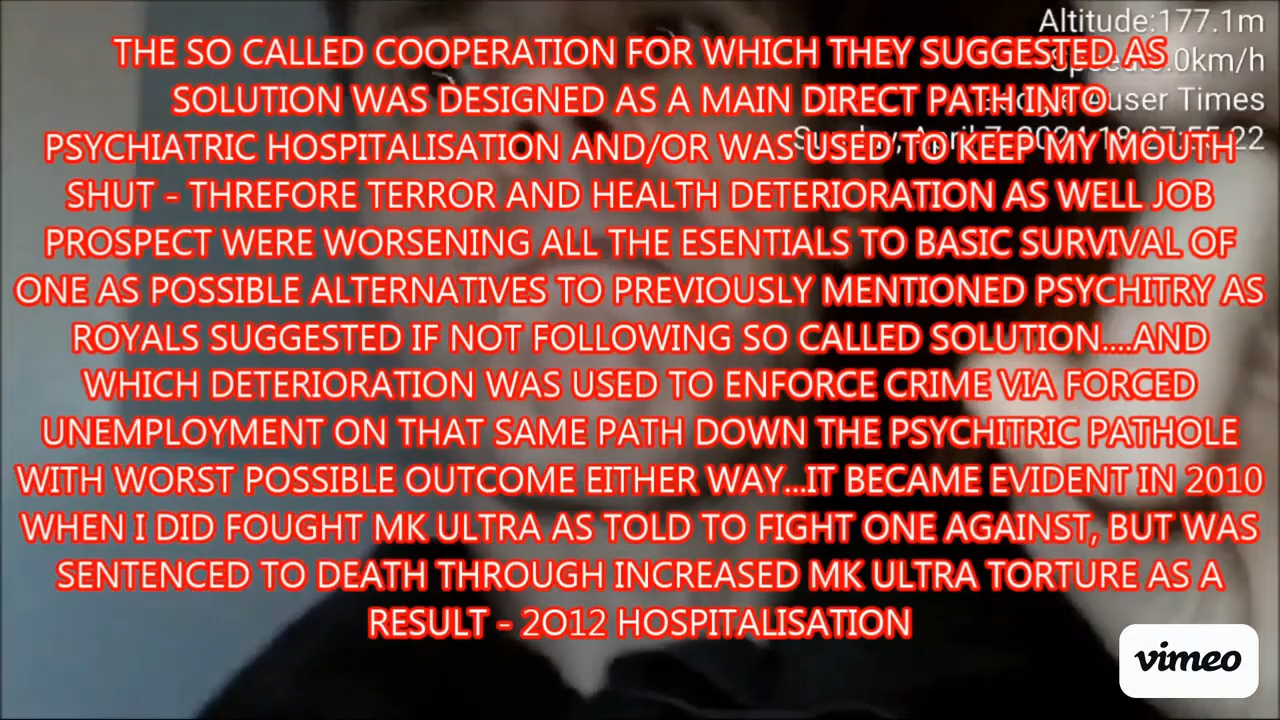 Altitude:177.1m
THE SO CALLED COOPERATION FOR WHICH THEY SUGGESTED AS
km/h
SOLUTION WAS DESIGNED AS A MAIN DIRECT PATH INTO
Times
PSYCHIATRIC HOSPITALISATION AND/OR WAS USED TO KEEP MY MOUTH
SHUT - THREFORE TERROR AND HEALTH DETERIORATION AS WELL JOB
PROSPECT WERE WORSENING ALL THE ESENTIALS TO BASIC SURVIVAL OF
ONE AS POSSIBLE ALTERNATIVES TO PREVIOUSLY MENTIONED PSYCHITRY AS
ROYALS SUGGESTED IF NOT FOLLOWING SO CALLED SOLUTION....AND
WHICH DETERIORATION WAS USED TO ENFORCE CRIME VIA FORCED
UNEMPLOYMENT ON THAT SAME PATH DOWN THE PSYCHITRIC PATHOLE
WITH WORST POSSIBLE OUTCOME EITHER WAY...IT BECAME EVIDENT IN 2010
WHEN I DID FOUGHT MK ULTRA AS TOLD TO FIGHT ONE AGAINST, BUT WAS
SENTENCED TO DEATH THROUGH INCREASED MK ULTRA TORTURE AS A
RESULT - 2O12 HOSPITALISATION
vimeo